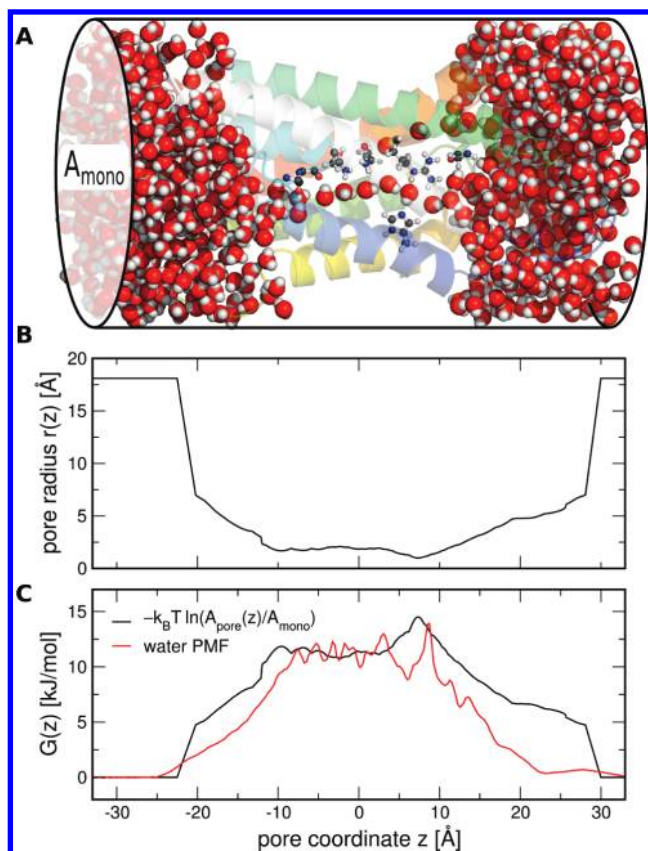 A
A_mono
B
20
15
10
5
0
pore radius r(z) [Å]
C
−k_B T ln(A_pore(z)/A_mono)
water PMF
15
10
5
0
G(z) [kJ/mol]
-30 -20 -10 0 10 20 30
pore coordinate z [Å]